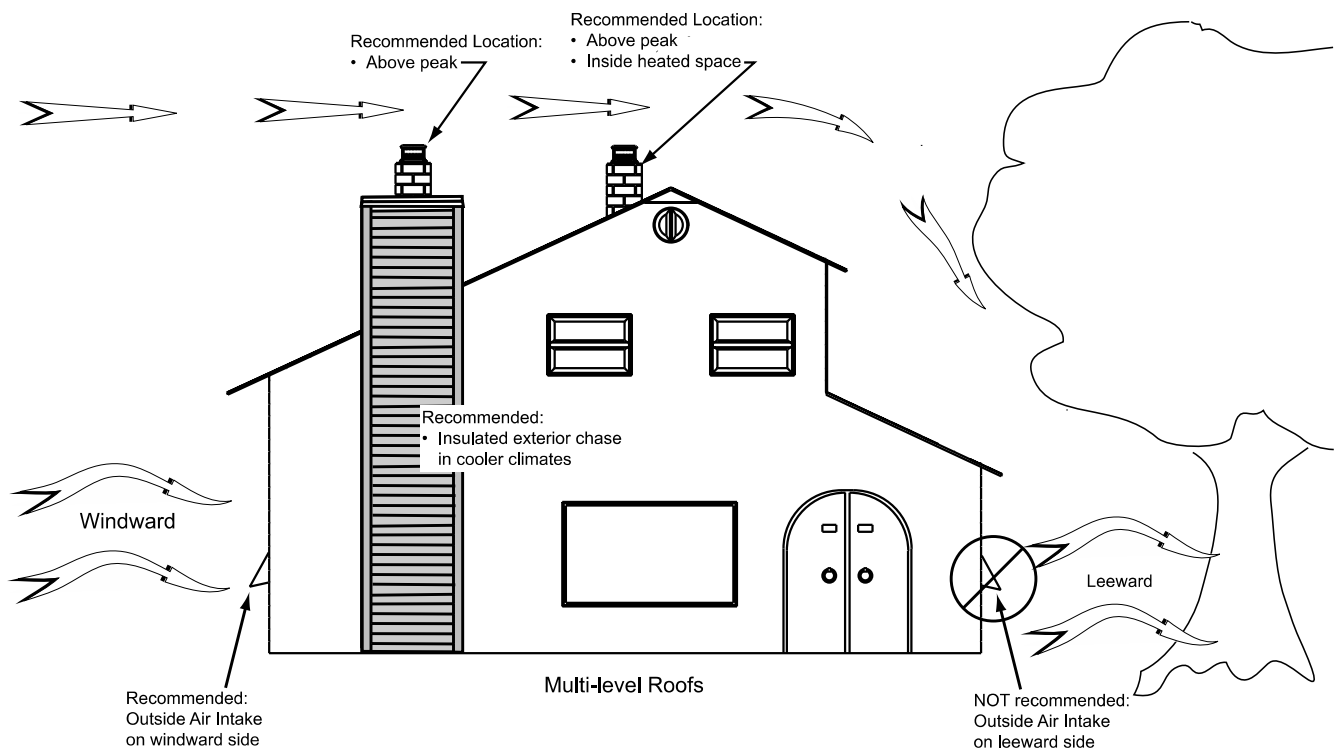 Recommended Location:
• Above peak
Recommended Location:
• Above peak
• Inside heated space
Recommended:
• Insulated exterior chase
in cooler climates
Windward
Leeward
Recommended:
Outside Air Intake
on windward side
Multi-level Roofs
NOT recommended:
Outside Air Intake
on leeward side